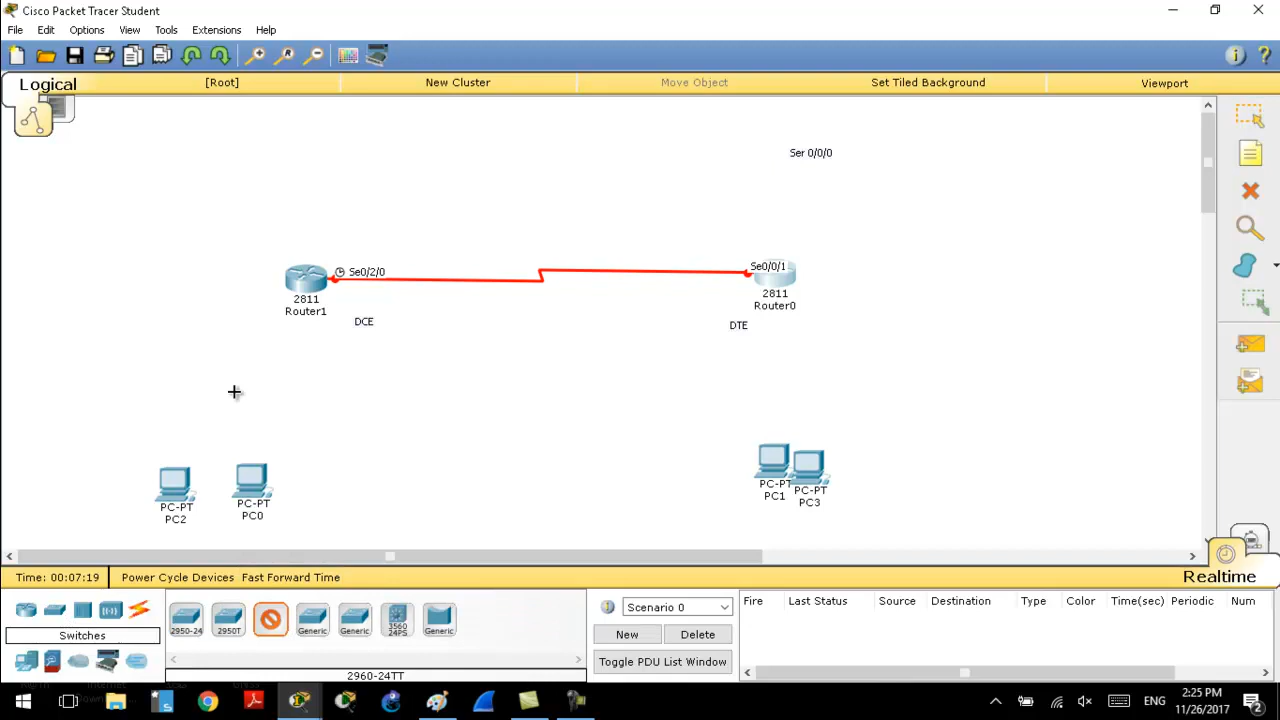 Cisco Packet Tracer Student
File Edit Options View Tools Extensions Help
Logical [Root] New Cluster Move Object Set Tiled Background Viewport
Ser 0/0/0
Se0/2/0
Se0/0/1
2811
Router1
2811
Router0
DCE
DTE
PC-PT
PC2
PC-PT
PC0
PC-PT
PC1
PC-PT
PC3
Time: 00:07:19 Power Cycle Devices Fast Forward Time
Realtime
Switches
2950-24 2950T Generic Generic 3560 24PS Generic
2960-24TT
Scenario 0
New Delete
Toggle PDU List Window
Fire Last Status Source Destination Type Color Time(sec) Periodic Num
ENG
2:25 PM
11/26/2017
2